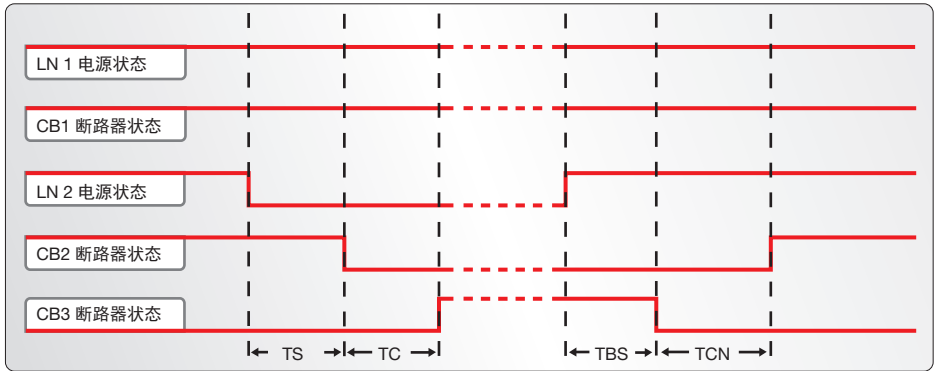 LN 1 电源状态
CB1 断路器状态
LN 2 电源状态
CB2 断路器状态
CB3 断路器状态
TS TC TBS TCN